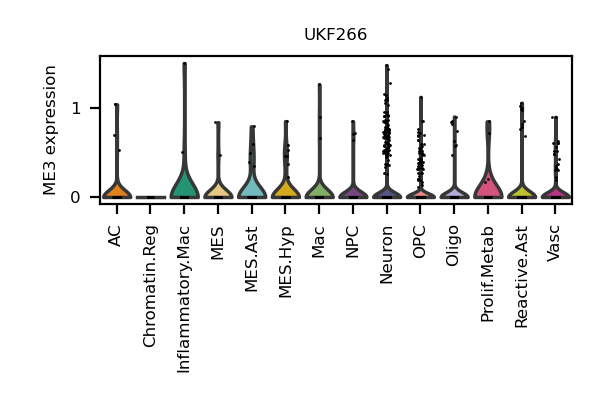 UKF266
ME3 expression
1
0
AC
Chromatin.Reg
Inflammatory.Mac
MES
MES.Ast
MES.Hyp
Mac
NPC
Neuron
OPC
Oligo
Prolif.Metab
Reactive.Ast
Vasc